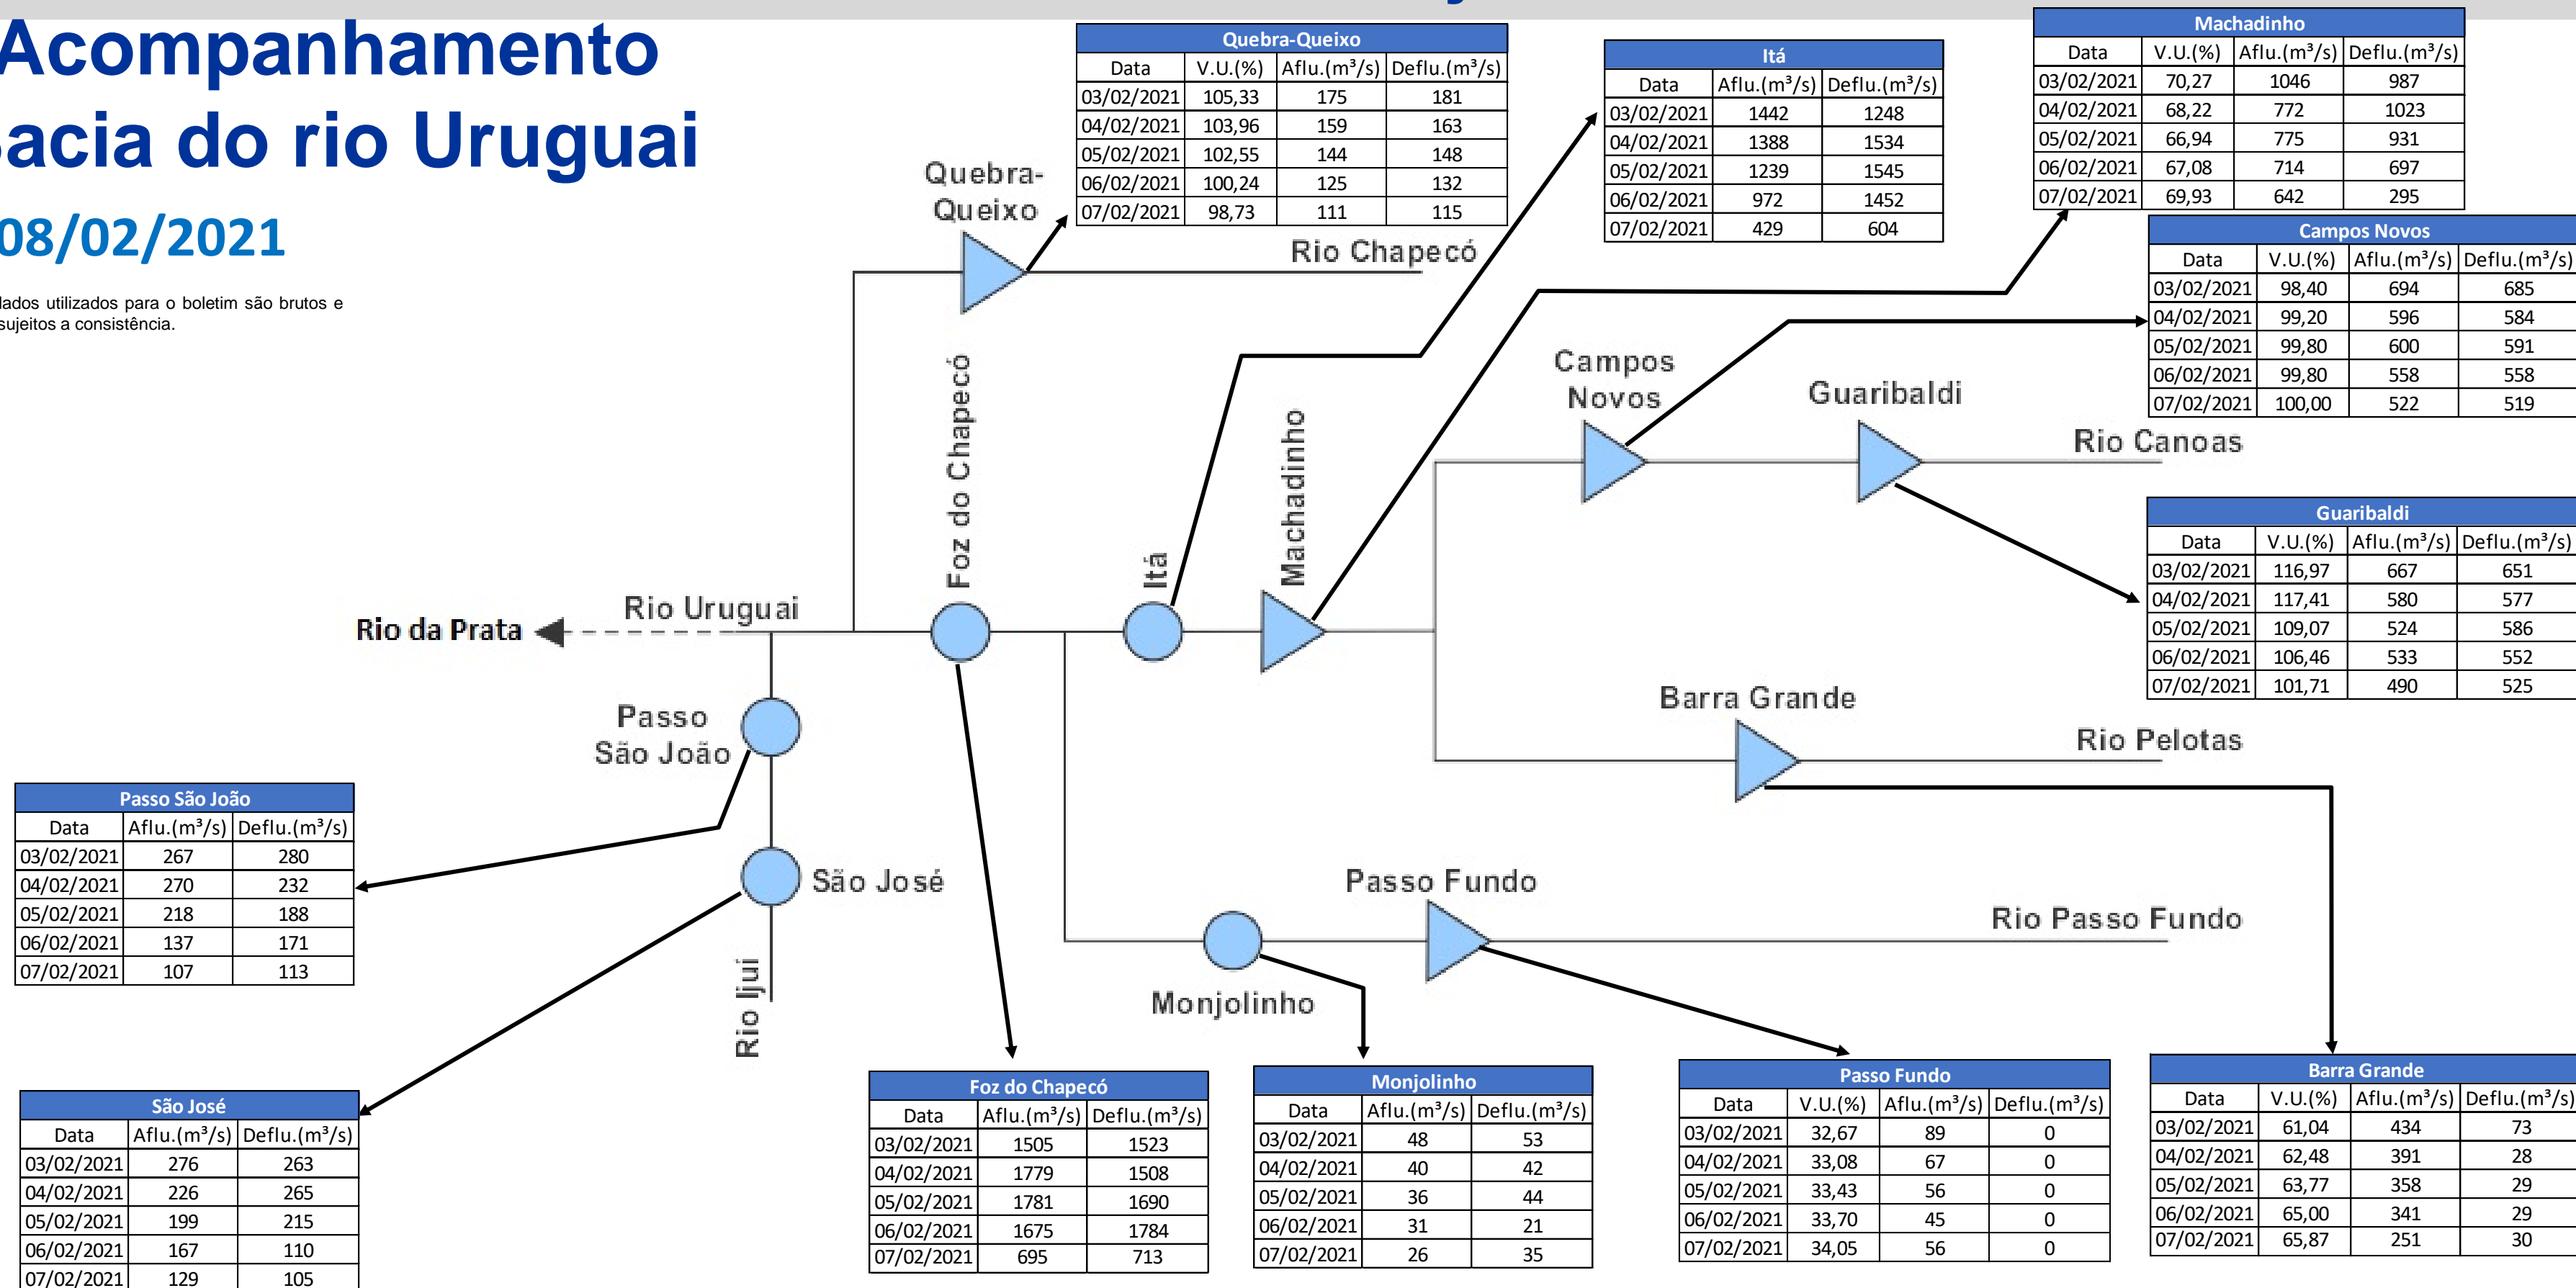 Acompanhamento
acia do rio Uruguai
08/02/2021
dados utilizados para o boletim são brutos e
sujeitos a consistência.
Quebra-Queixo
Data V.U.(%) Aflu.(m³/s) Deflu.(m³/s)
03/02/2021 105,33 175 181
04/02/2021 103,96 159 163
05/02/2021 102,55 144 148
06/02/2021 100,24 125 132
07/02/2021 98,73 111 115
Itá
Data Aflu.(m³/s) Deflu.(m³/s)
03/02/2021 1442 1248
04/02/2021 1388 1534
05/02/2021 1239 1545
06/02/2021 972 1452
07/02/2021 429 604
Machadinho
Data V.U.(%) Aflu.(m³/s) Deflu.(m³/s)
03/02/2021 70,27 1046 987
04/02/2021 68,22 772 1023
05/02/2021 66,94 775 931
06/02/2021 67,08 714 697
07/02/2021 69,93 642 295
Campos Novos
Data V.U.(%) Aflu.(m³/s) Deflu.(m³/s)
03/02/2021 98,40 694 685
04/02/2021 99,20 596 584
05/02/2021 99,80 600 591
06/02/2021 99,80 558 558
07/02/2021 100,00 522 519
Guaribaldi
Data V.U.(%) Aflu.(m³/s) Deflu.(m³/s)
03/02/2021 116,97 667 651
04/02/2021 117,41 580 577
05/02/2021 109,07 524 586
06/02/2021 106,46 533 552
07/02/2021 101,71 490 525
Quebra-
Queixo
Rio Chapecó
Foz do Chapecó
Itá
Machadinho
Campos
Novos
Guaribaldi
Rio Canoas
Rio Uruguai
Rio da Prata
Barra Grande
Rio Pelotas
Passo
São João
São José
Rio Ijuí
Passo Fundo
Rio Passo Fundo
Monjolinho
Passo São João
Data Aflu.(m³/s) Deflu.(m³/s)
03/02/2021 267 280
04/02/2021 270 232
05/02/2021 218 188
06/02/2021 137 171
07/02/2021 107 113
São José
Data Aflu.(m³/s) Deflu.(m³/s)
03/02/2021 276 263
04/02/2021 226 265
05/02/2021 199 215
06/02/2021 167 110
07/02/2021 129 105
Foz do Chapecó
Data Aflu.(m³/s) Deflu.(m³/s)
03/02/2021 1505 1523
04/02/2021 1779 1508
05/02/2021 1781 1690
06/02/2021 1675 1784
07/02/2021 695 713
Monjolinho
Data Aflu.(m³/s) Deflu.(m³/s)
03/02/2021 48 53
04/02/2021 40 42
05/02/2021 36 44
06/02/2021 31 21
07/02/2021 26 35
Passo Fundo
Data V.U.(%) Aflu.(m³/s) Deflu.(m³/s)
03/02/2021 32,67 89 0
04/02/2021 33,08 67 0
05/02/2021 33,43 56 0
06/02/2021 33,70 45 0
07/02/2021 34,05 56 0
Barra Grande
Data V.U.(%) Aflu.(m³/s) Deflu.(m³/s)
03/02/2021 61,04 434 73
04/02/2021 62,48 391 28
05/02/2021 63,77 358 29
06/02/2021 65,00 341 29
07/02/2021 65,87 251 30